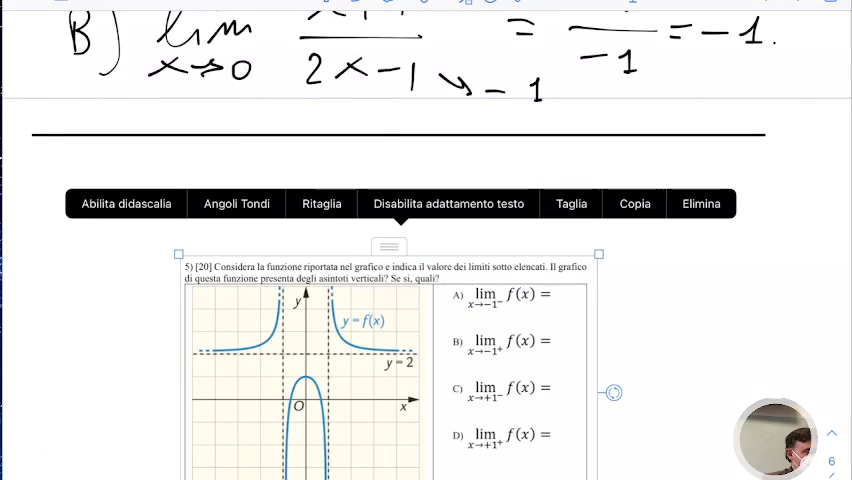 B) lim = = -1.
x→0 2x-1 ↘ -1 -1
Abilita didascalia Angoli Tondi Ritaglia Disabilita adattamento testo Taglia Copia Elimina
5) [20] Considera la funzione riportata nel grafico e indica il valore dei limiti sotto elencati. Il grafico
di questa funzione presenta degli asintoti verticali? Se si, quali?
y
y = f(x)
y = 2
O
x
A) lim f(x) =
x→-1⁻
B) lim f(x) =
x→-1⁺
C) lim f(x) =
x→+1⁻
D) lim f(x) =
x→+1⁺
6